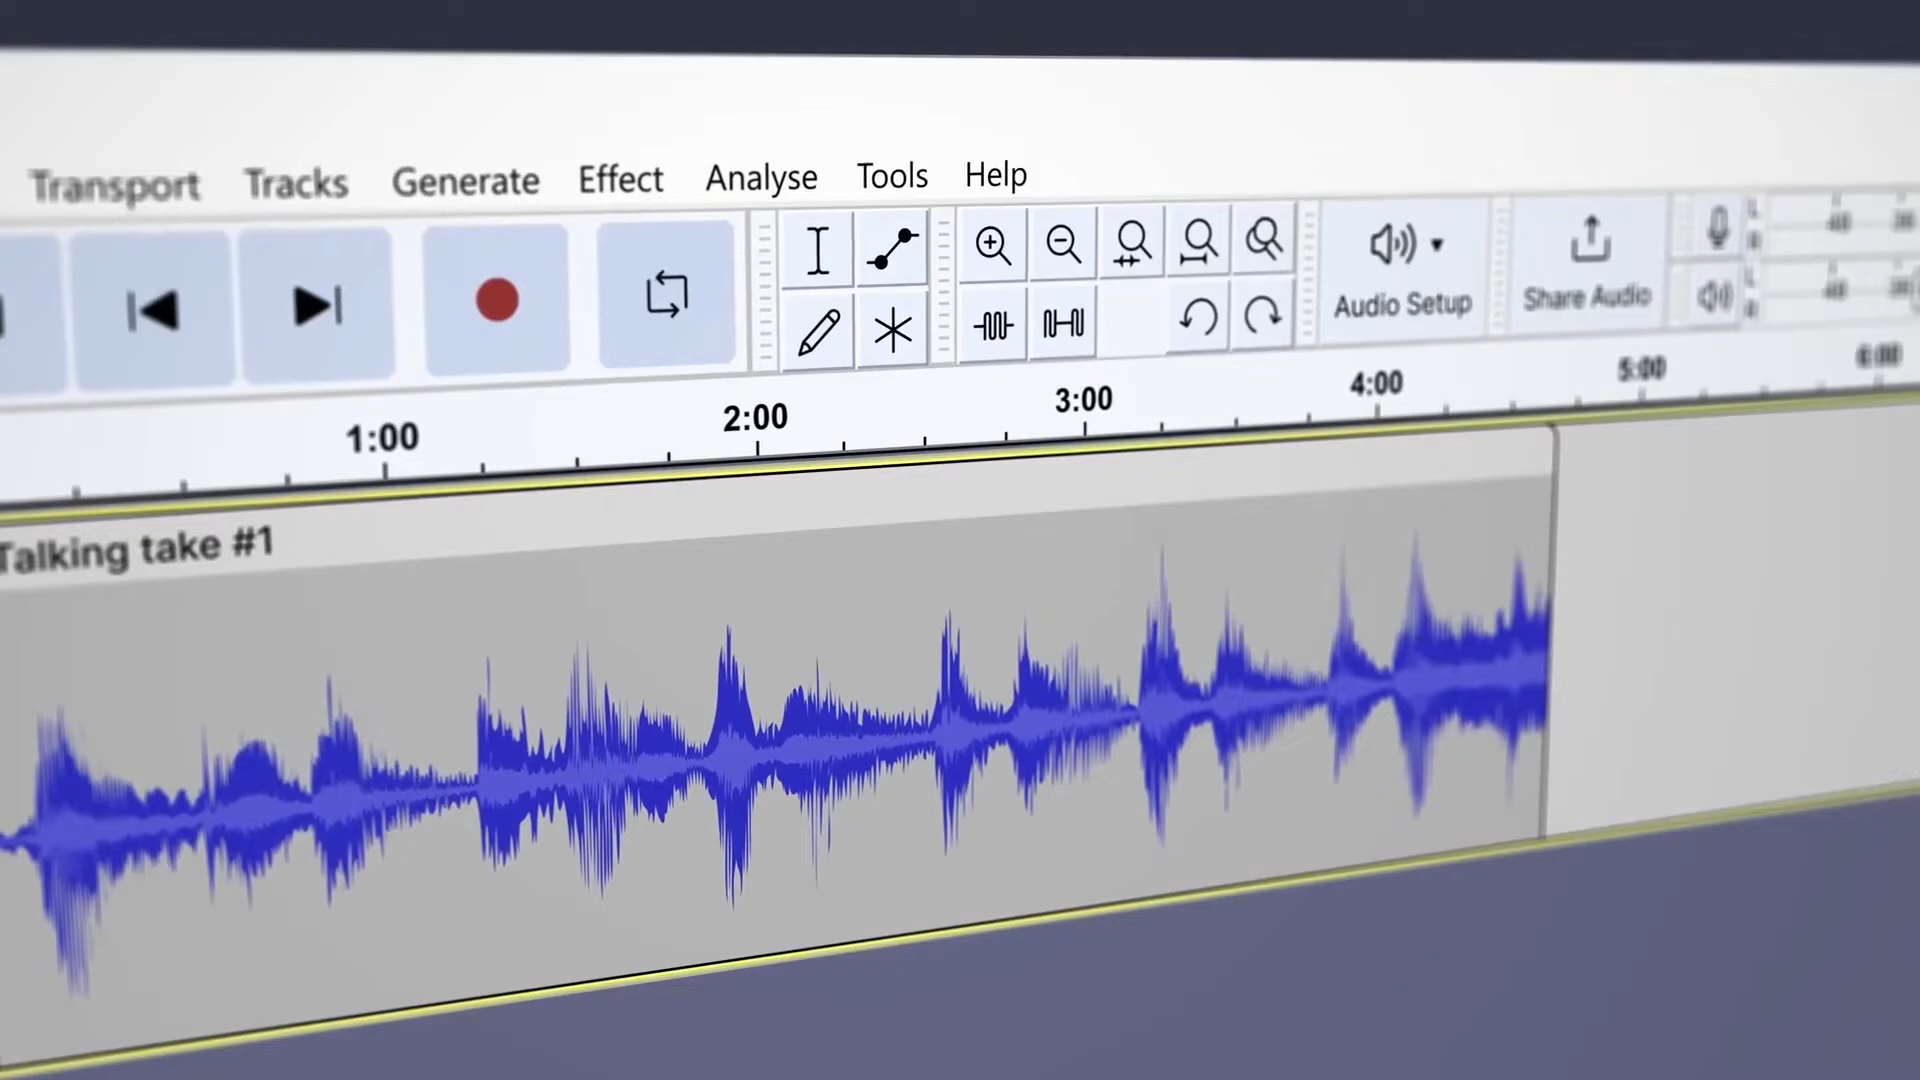 Transport Tracks Generate Effect Analyse Tools Help
Audio Setup
Share Audio
L
R
L
R
1:00 2:00 3:00 4:00 5:00 6:00
Talking take #1